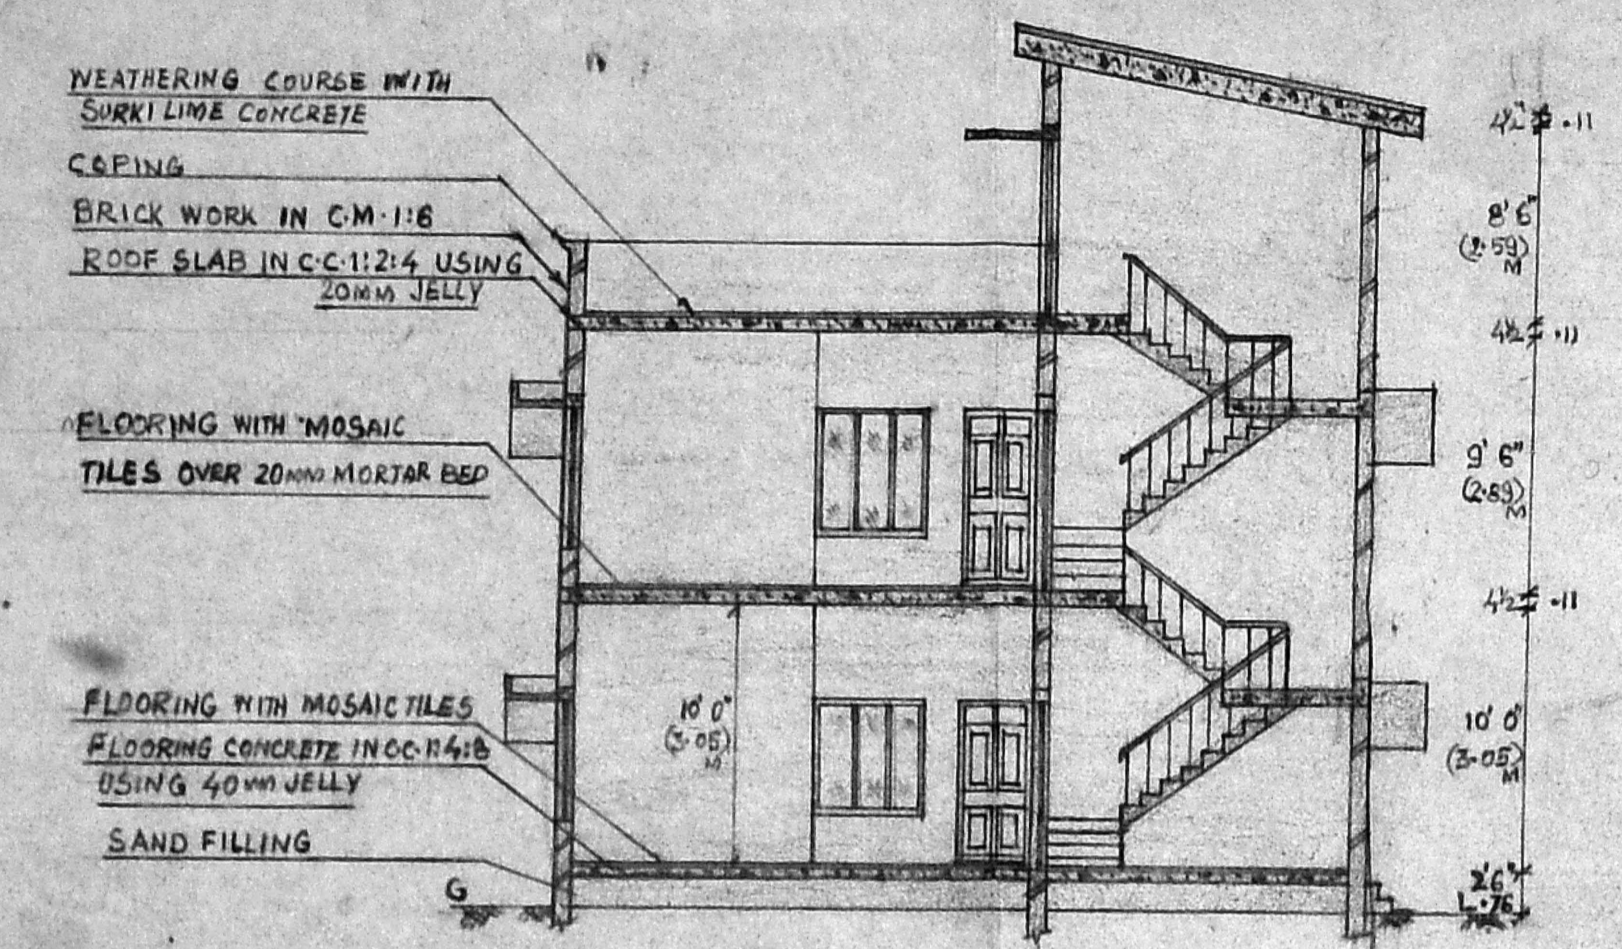 WEATHERING COURSE WITH
SURKI LIME CONCRETE
COPING
BRICK WORK IN C.M.1:6
ROOF SLAB IN C.C.1:2:4 USING
20MM JELLY
FLOORING WITH MOSAIC
TILES OVER 20mm MORTAR BED
FLOORING WITH MOSAIC TILES
FLOORING CONCRETE IN CC.1:4:8
USING 40mm JELLY
SAND FILLING
G
10' 0"
(3.05)
M
4½" .11
8' 6"
(2.59)
M
4½ .11
9' 6"
(2.89)
M
4½ .11
10' 0"
(3.05)
M
2'6"
.76